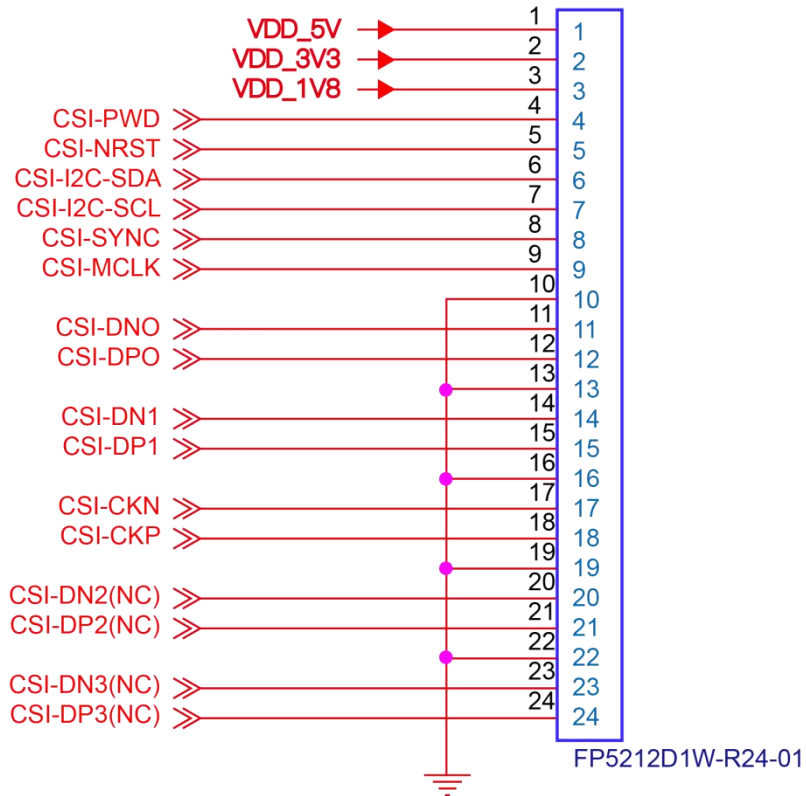 VDD_5V 1 1
VDD_3V3 2 2
VDD_1V8 3 3
CSI-PWD 4 4
CSI-NRST 5 5
CSI-I2C-SDA 6 6
CSI-I2C-SCL 7 7
CSI-SYNC 8 8
CSI-MCLK 9 9
10 10
CSI-DNO 11 11
CSI-DPO 12 12
13 13
CSI-DN1 14 14
CSI-DP1 15 15
16 16
CSI-CKN 17 17
CSI-CKP 18 18
19 19
CSI-DN2(NC) 20 20
CSI-DP2(NC) 21 21
22 22
CSI-DN3(NC) 23 23
CSI-DP3(NC) 24 24
FP5212D1W-R24-01